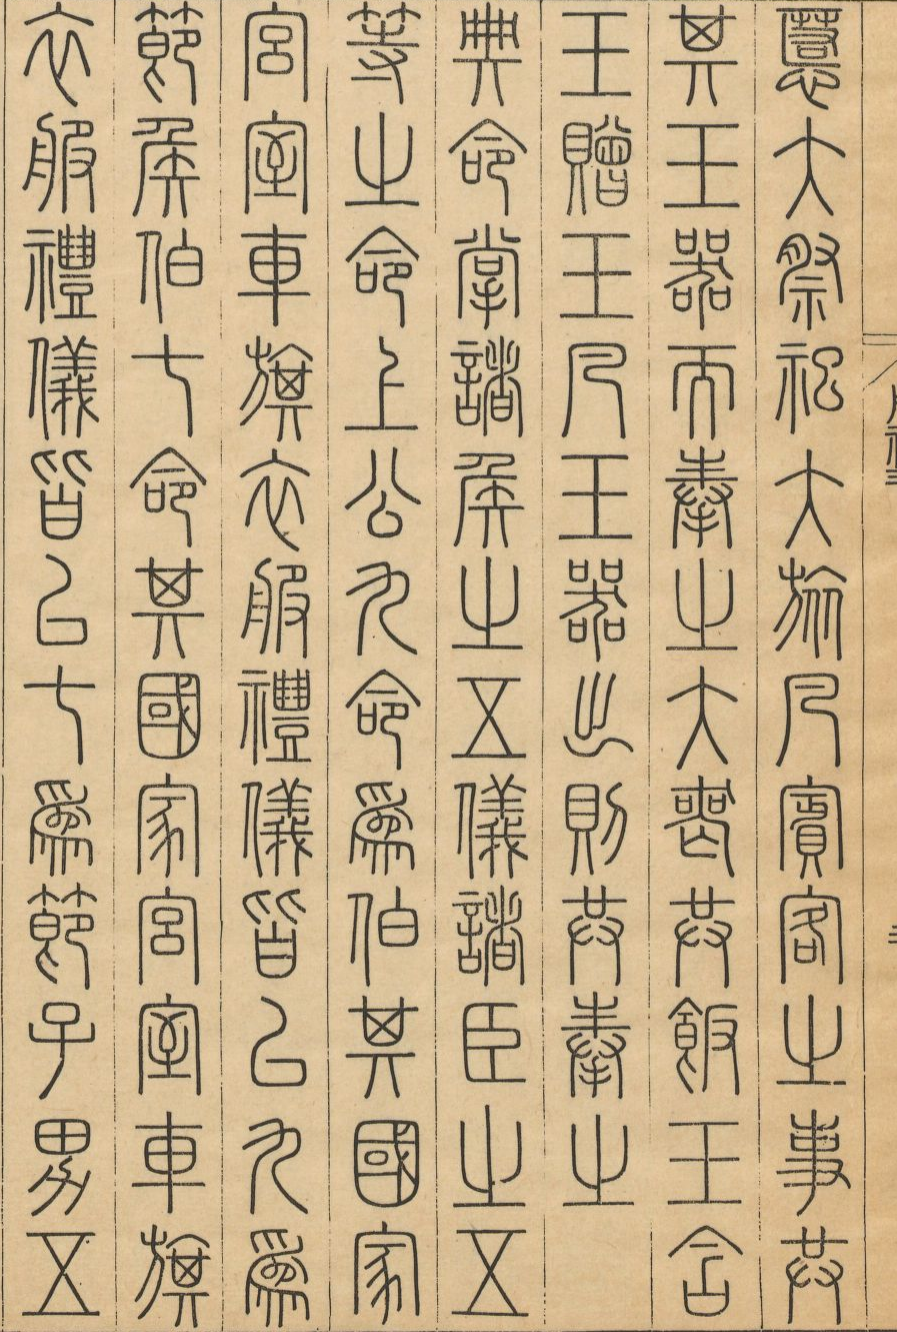 慝大祭祀大旅凡賓客之事共
其玉器而奉之大喪共飯玉含
玉贈玉凡玉器出則共奉之
典命掌諸侯之五儀諸臣之五
等之命上公九命爲伯其國家
宮室車旗衣服禮儀皆以九爲
節侯伯七命其國家宮室車旗
衣服禮儀皆以七爲節子男五